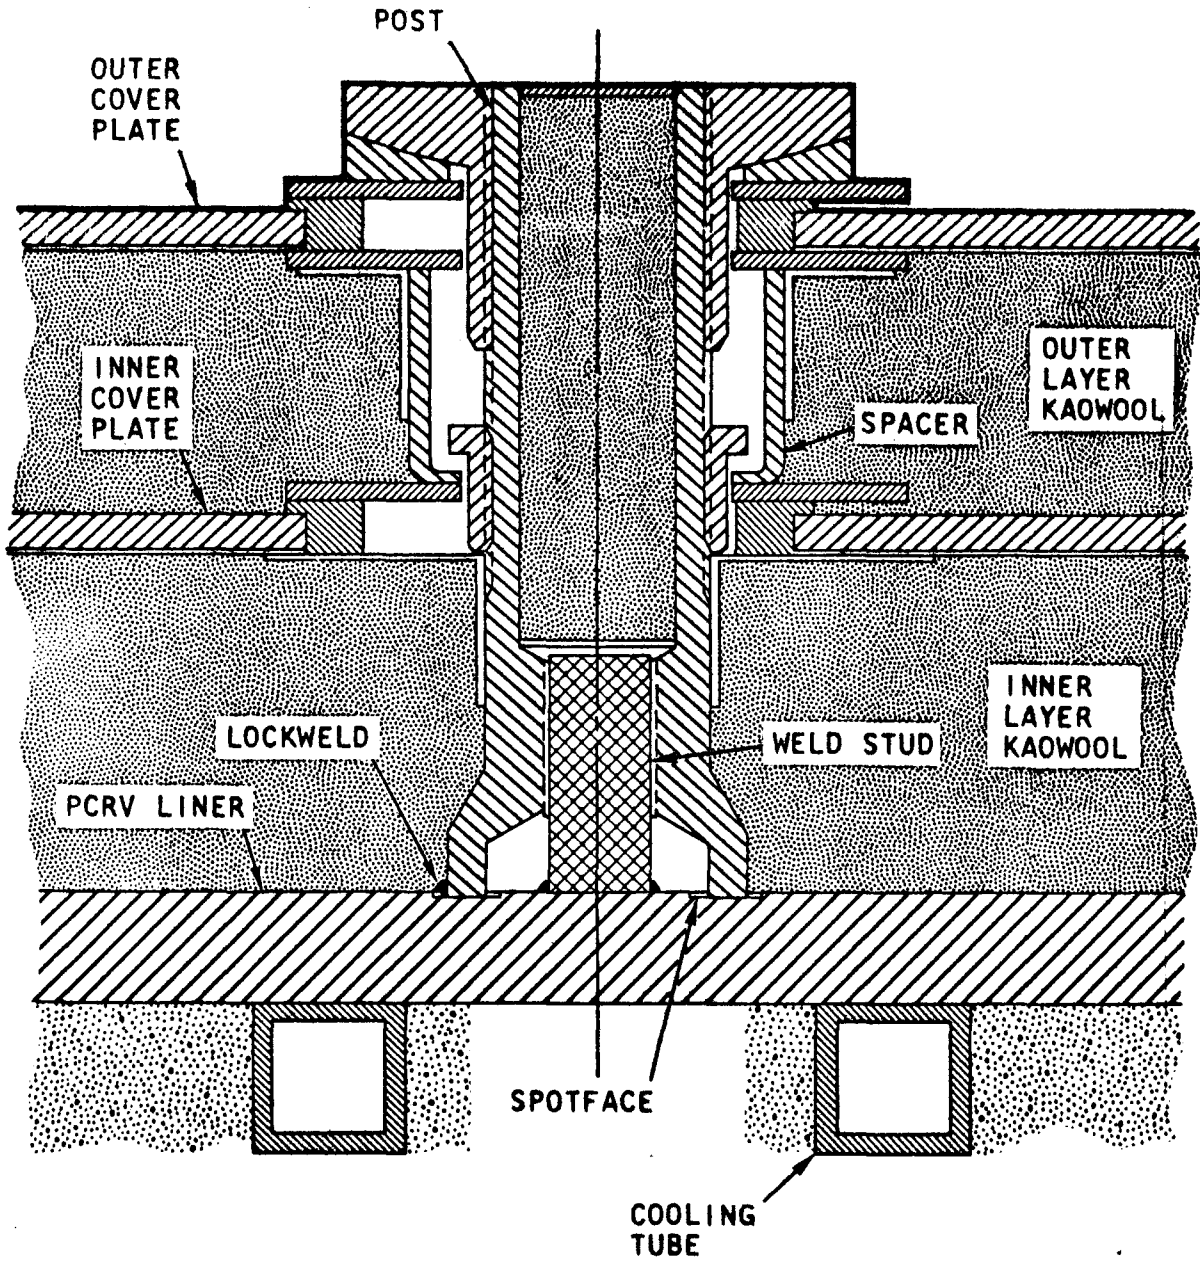 POST
OUTER
COVER
PLATE
INNER
COVER
PLATE
OUTER
LAYER
KAOWOOL
SPACER
INNER
LAYER
KAOWOOL
LOCKWELD
WELD STUD
PCRV LINER
SPOTFACE
COOLING
TUBE